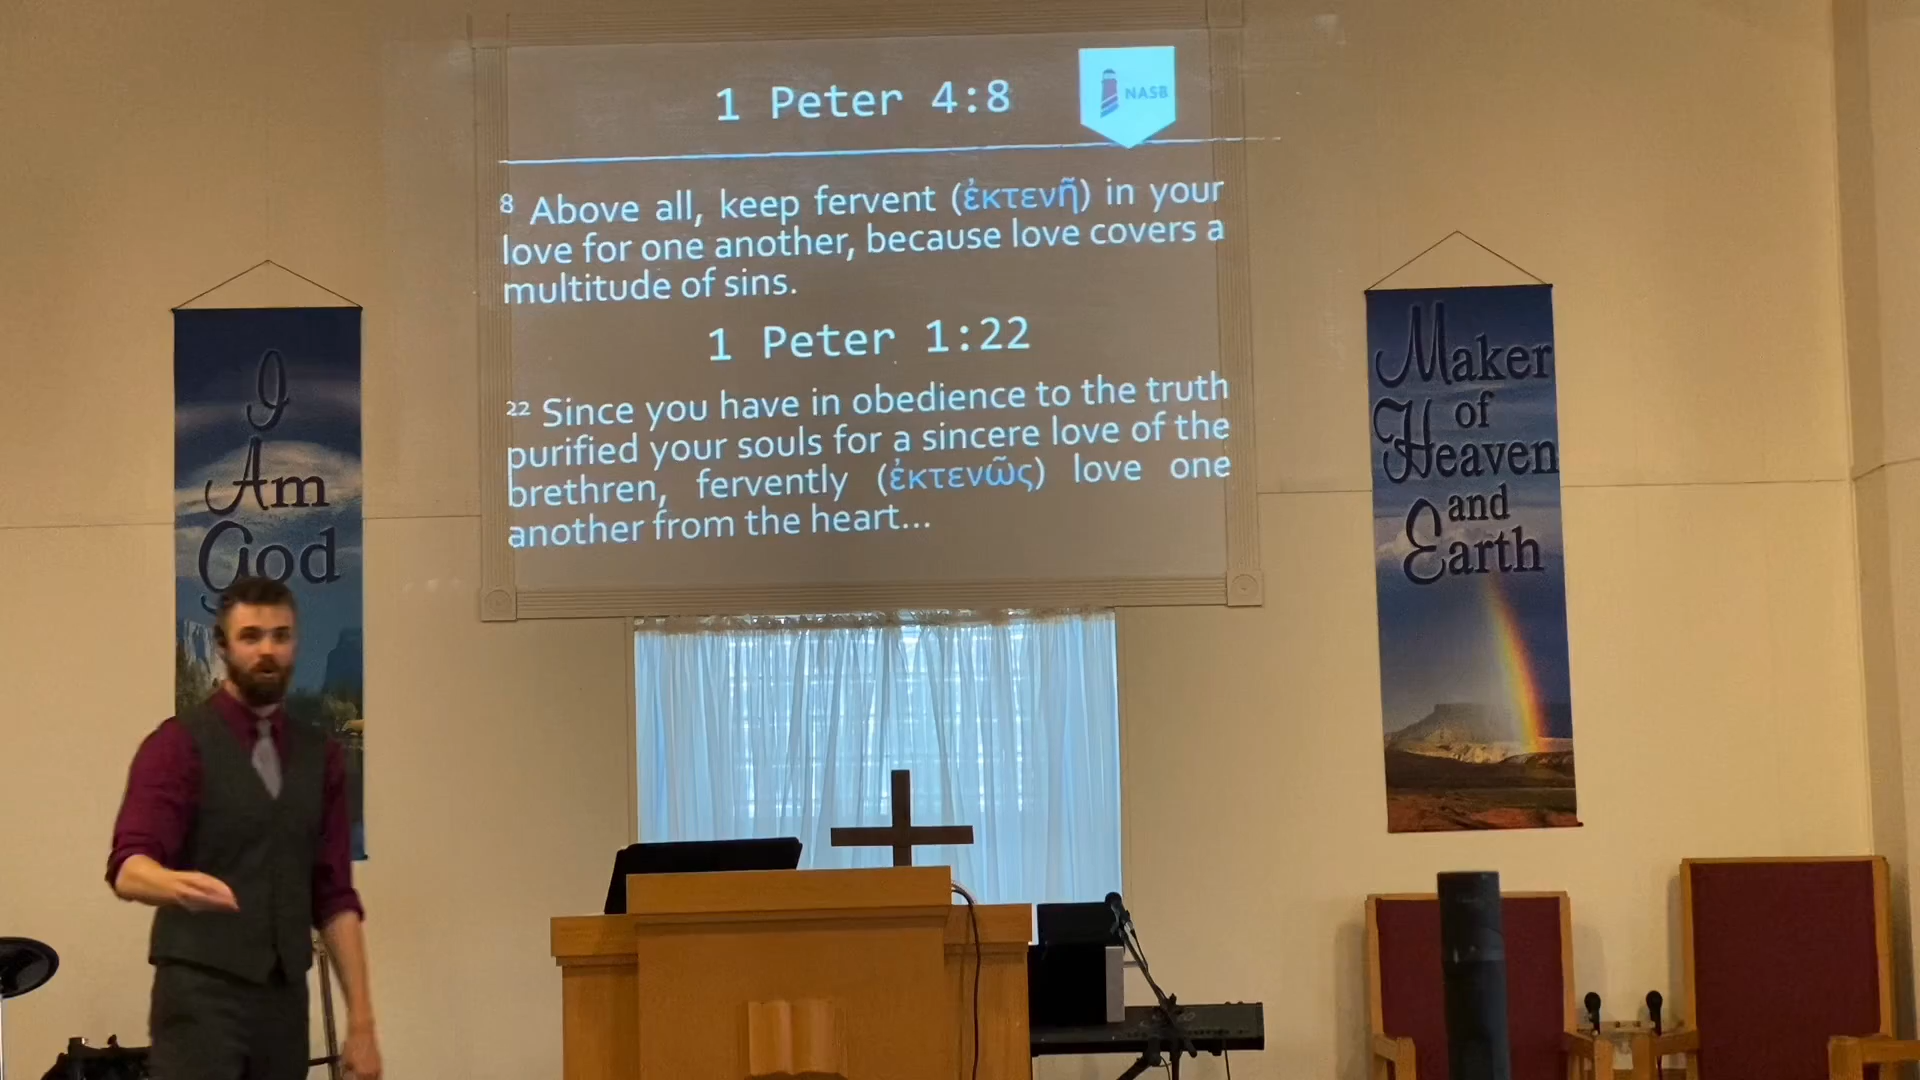 1 Peter 4:8
NASB
8 Above all, keep fervent (ἐκτενῆ) in your
love for one another, because love covers a
multitude of sins.
1 Peter 1:22
22 Since you have in obedience to the truth
purified your souls for a sincere love of the
brethren, fervently (ἐκτενῶς) love one
another from the heart...
I
Am
God
Maker
of
Heaven
and
Earth